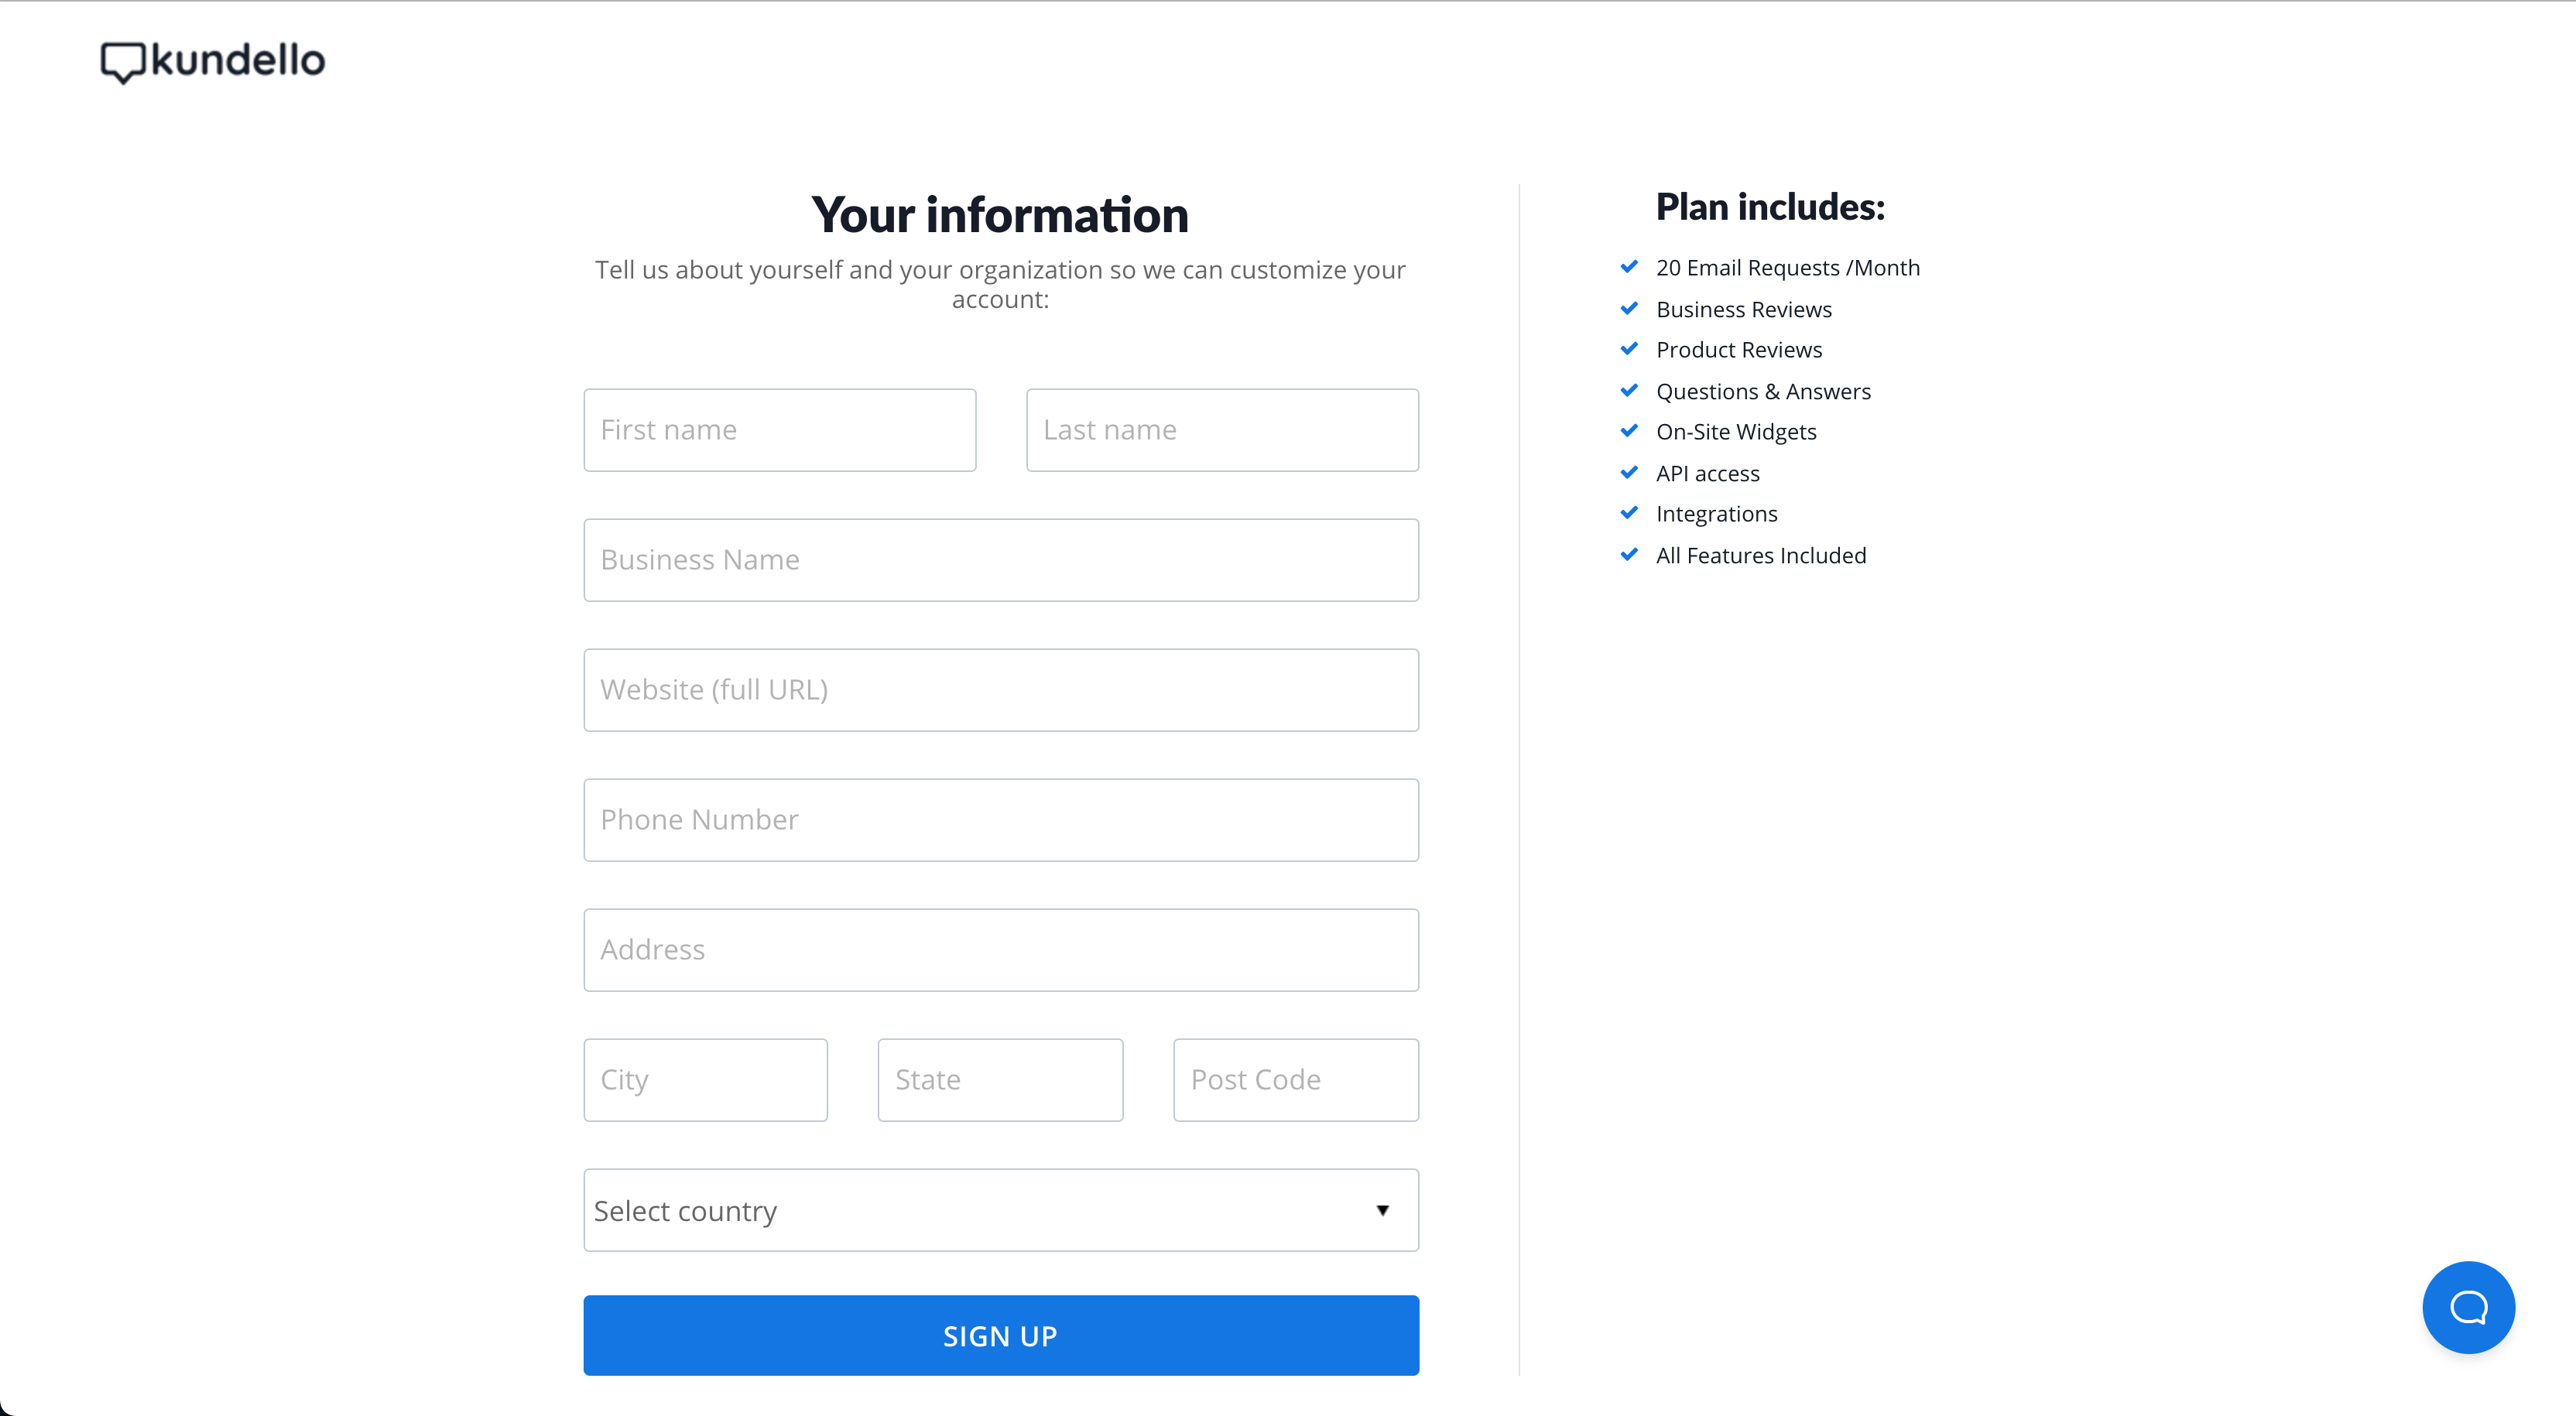 kundello
Your information
Tell us about yourself and your organization so we can customize your
account:
First name
Last name
Business Name
Website (full URL)
Phone Number
Address
City
State
Post Code
Select country
SIGN UP
Plan includes:
20 Email Requests /Month
Business Reviews
Product Reviews
Questions & Answers
On-Site Widgets
API access
Integrations
All Features Included